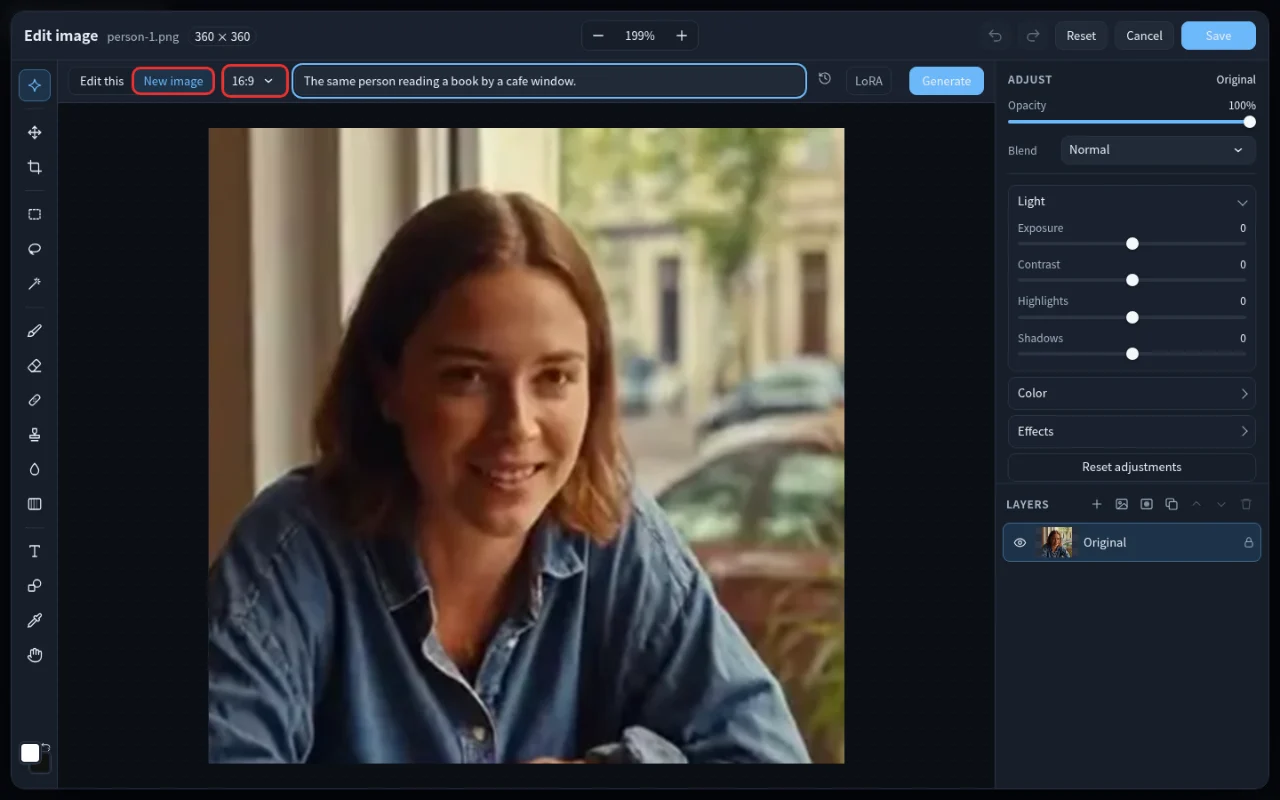 Edit image person-1.png 360 × 360
199%
Reset
Cancel
Save
Edit this
New image
16:9
The same person reading a book by a cafe window.
LoRA
Generate
ADJUST
Original
Opacity
100%
Blend
Normal
Light
Exposure
0
Contrast
0
Highlights
0
Shadows
0
Color
Effects
Reset adjustments
LAYERS
Original